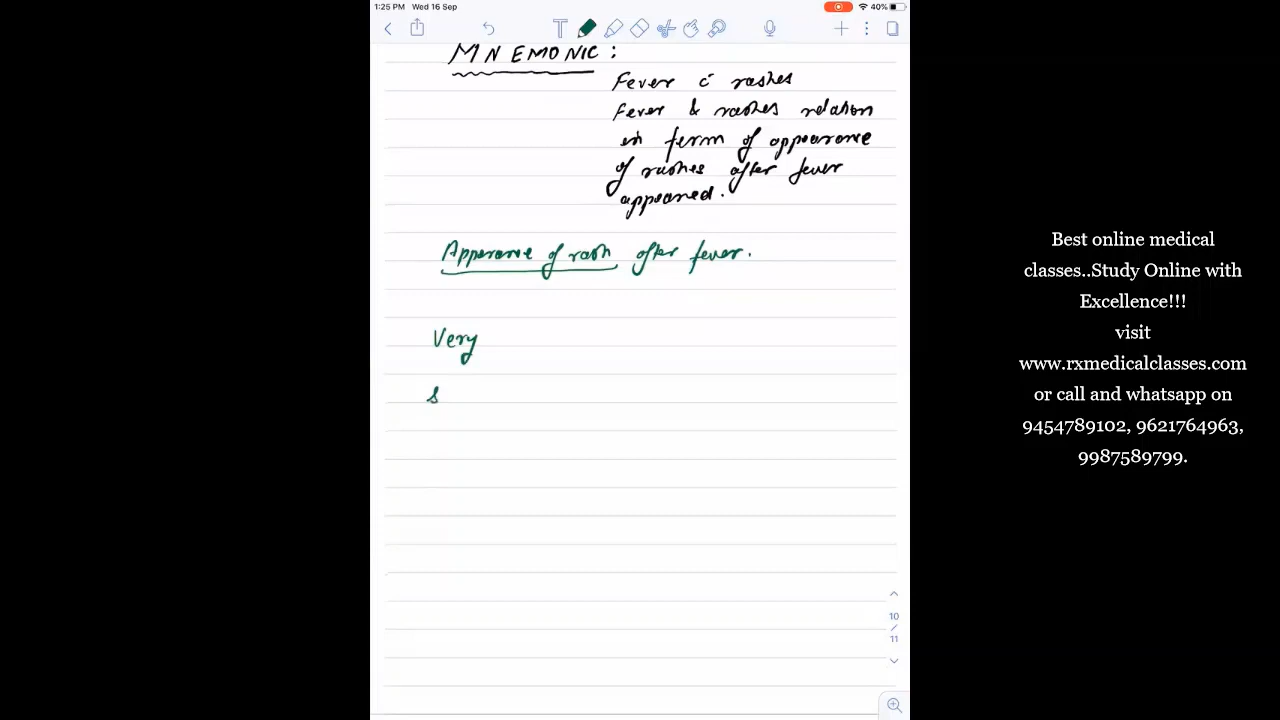 1:25 PM Wed 16 Sep
40%
MNEMONIC :
Fever c̄ rashes
Fever & rashes relation
in term of appearance
of rashes after fever
appeared.
Apperance of rash after fever.
Very
S
10
/
11
Best online medical
classes..Study Online with
Excellence!!!
visit
www.rxmedicalclasses.com
or call and whatsapp on
9454789102, 9621764963,
9987589799.